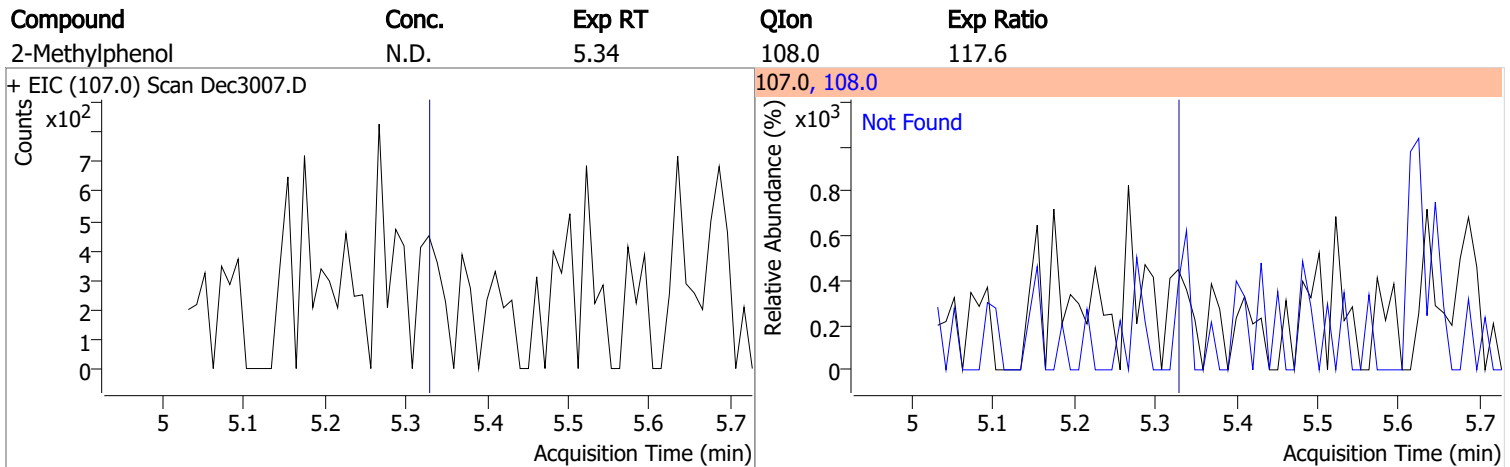 Compound Conc. Exp RT QIon Exp Ratio
2-Methylphenol N.D. 5.34 108.0 117.6
+ EIC (107.0) Scan Dec3007.D
Counts
x10²
7
6
5
4
3
2
1
0
5 5.1 5.2 5.3 5.4 5.5 5.6 5.7
Acquisition Time (min)
107.0, 108.0
Relative Abundance (%)
x10³
Not Found
0.8
0.6
0.4
0.2
0
5 5.1 5.2 5.3 5.4 5.5 5.6 5.7
Acquisition Time (min)